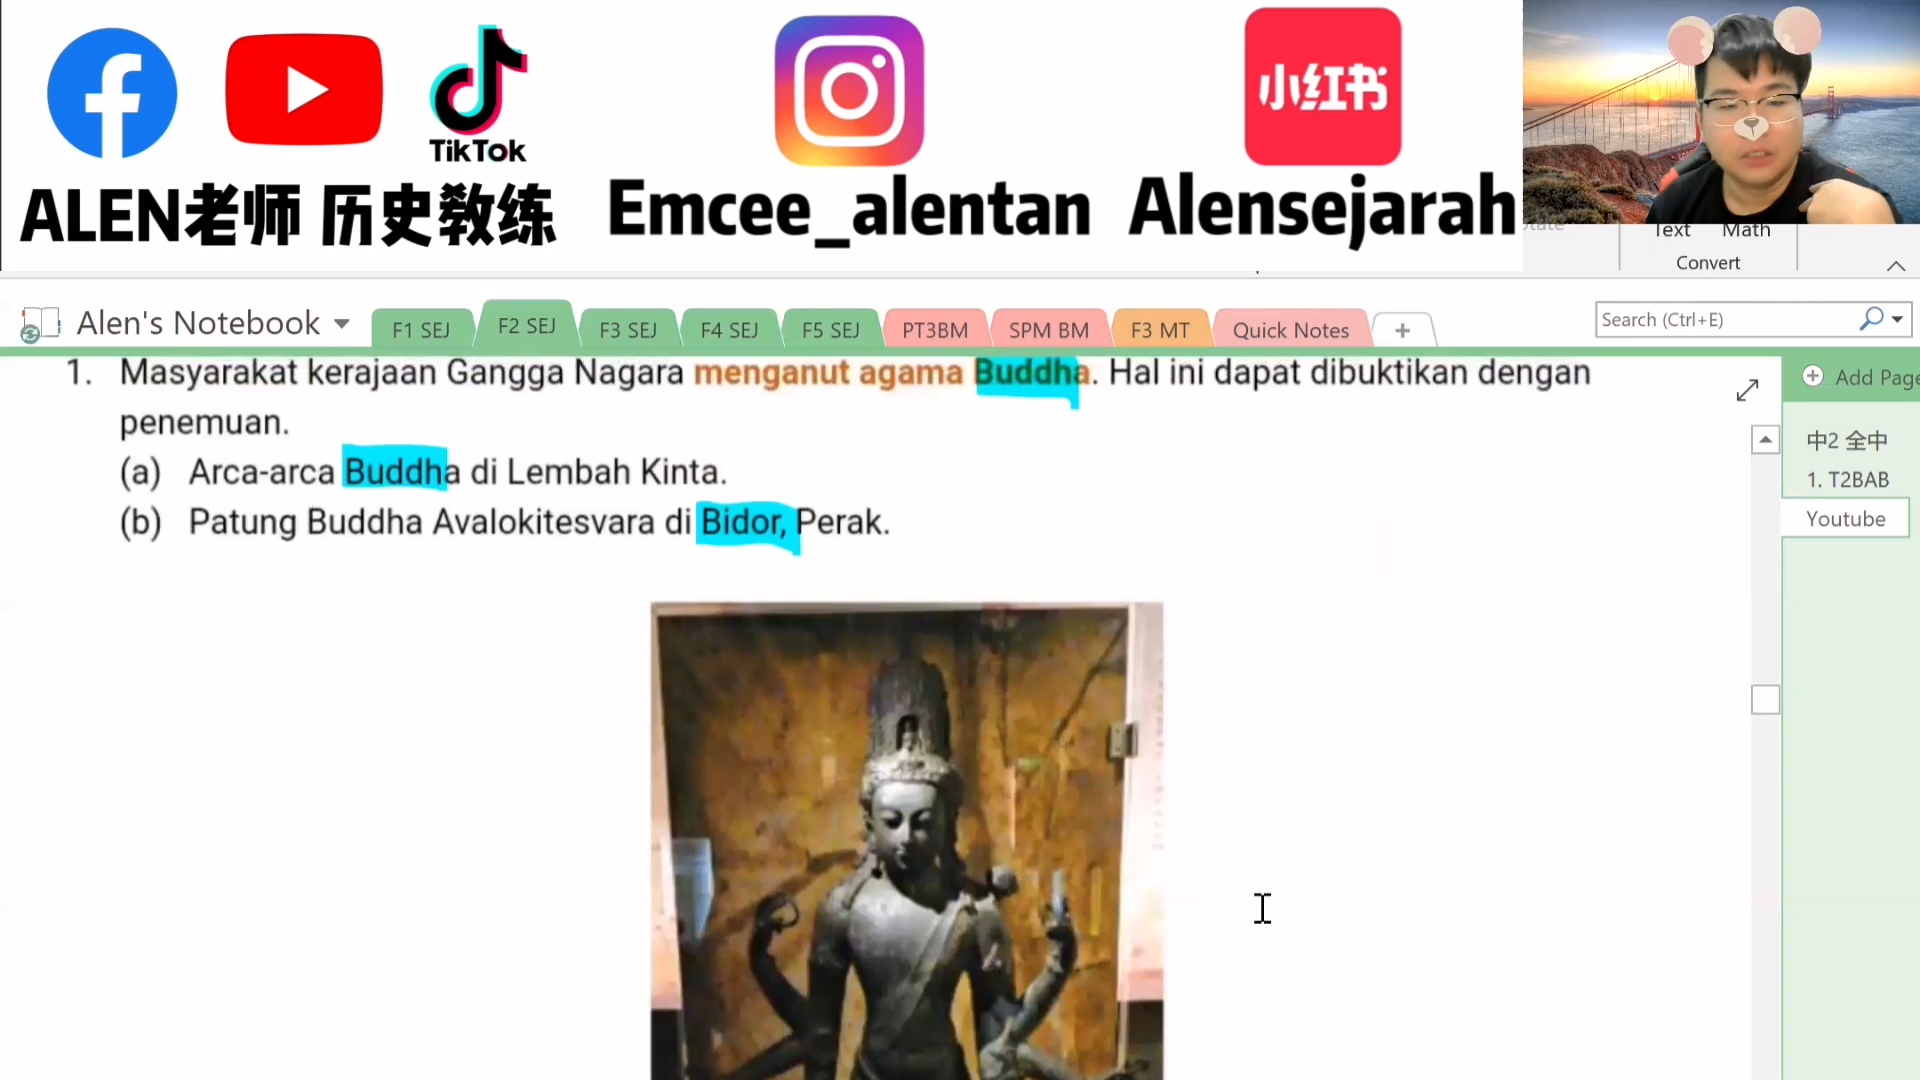 小红书
TikTok
ALEN老师 历史教练
Emcee_alentan
Alensejarah
Text Math
Convert
Alen's Notebook
F1 SEJ
F2 SEJ
F3 SEJ
F4 SEJ
F5 SEJ
PT3BM
SPM BM
F3 MT
Quick Notes
Search (Ctrl+E)
1. Masyarakat kerajaan Gangga Nagara menganut agama Buddha. Hal ini dapat dibuktikan dengan
penemuan.
(a) Arca-arca Buddha di Lembah Kinta.
(b) Patung Buddha Avalokitesvara di Bidor, Perak.
Add Page
中2 全中
1. T2BAB
Youtube